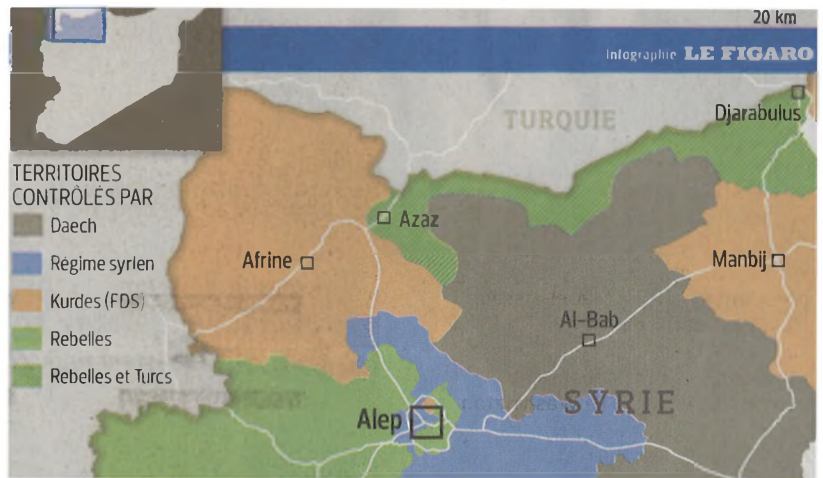 20 km
Infographie LE FIGARO
TURQUIE
Djarabulus
TERRITOIRES
CONTRÔLÉS PAR
Daech
Régime syrien
Kurdes (FDS)
Rebelles
Rebelles et Turcs
Azaz
Afrine
Manbij
Al-Bab
SYRIE
Alep